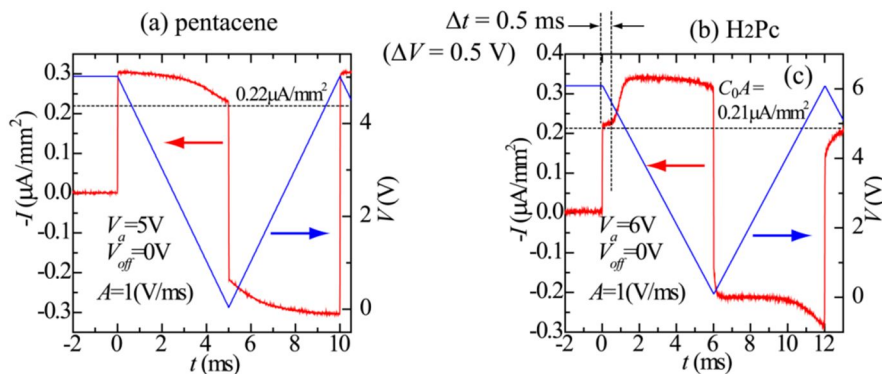 (a) pentacene
Δt = 0.5 ms
(ΔV = 0.5 V)
(b) H2Pc
(c)
-I (μA/mm²)
0.3
0.2
0.1
0.0
-0.1
-0.2
-0.3
0.22μA/mm²
Va=5V
Voff=0V
A=1(V/ms)
V(V)
4
2
0
-2 0 2 4 6 8 10
t (ms)
-I (μA/mm²)
0.4
0.3
0.2
0.1
0.0
-0.1
-0.2
0.3
C0A=
0.21μA/mm²
Va=6V
Voff=0V
A=1(V/ms)
V(V)
6
4
2
0
-2 0 2 4 6 8 10 12
t (ms)